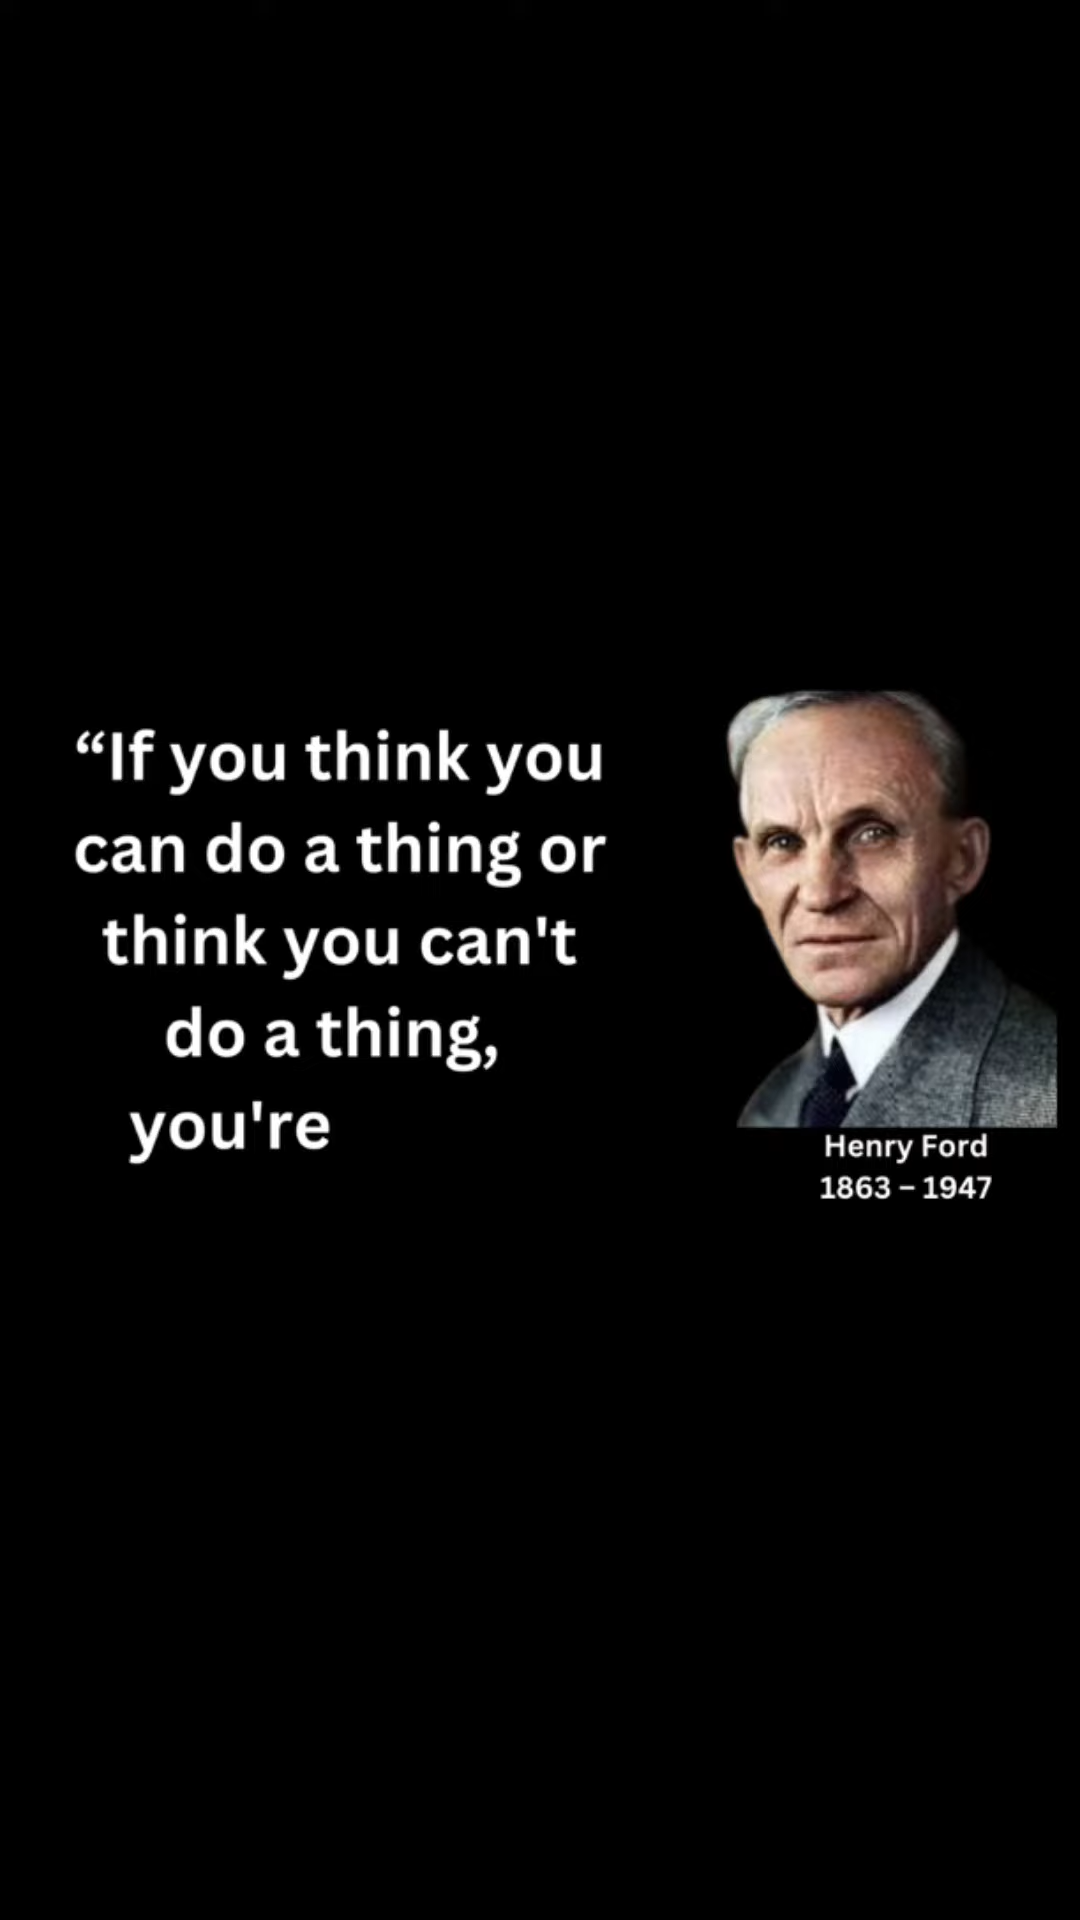 “If you think you
can do a thing or
think you can't
do a thing,
you're
Henry Ford
1863 – 1947